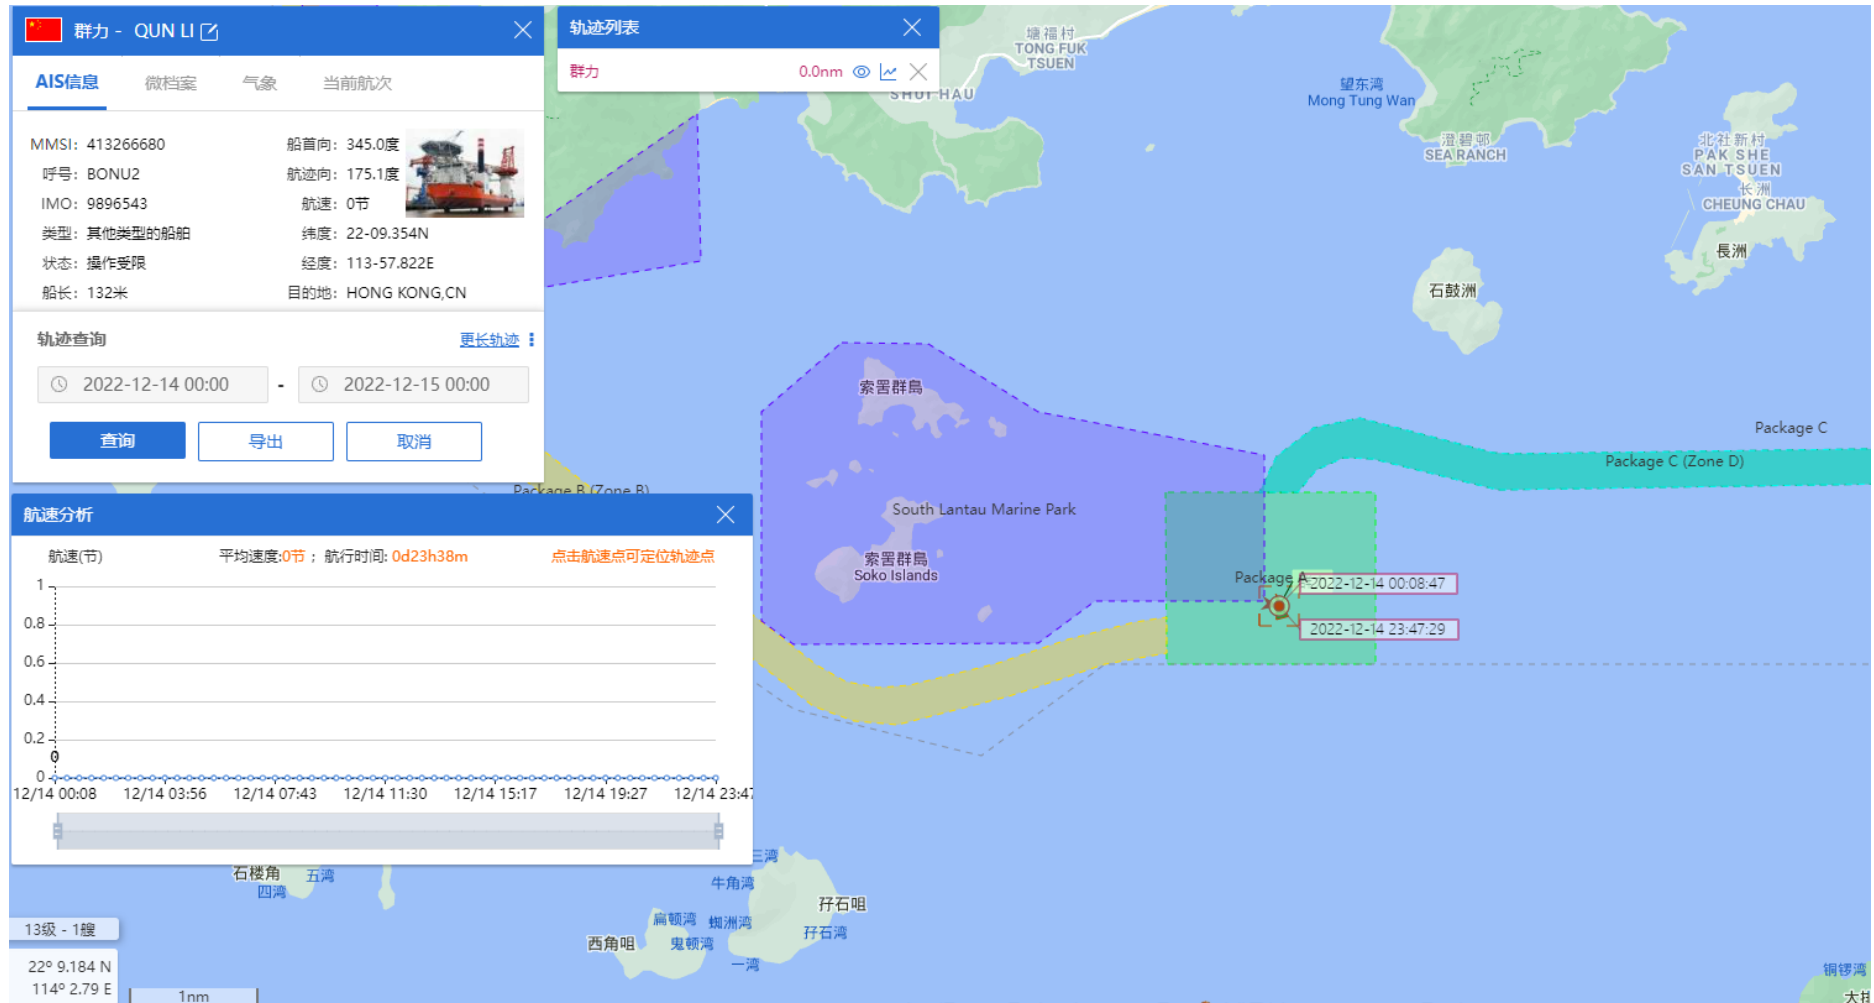 群力 - QUN LI
AIS信息 微档案 气象 当前航次
MMSI: 413266680
船首向: 345.0度
呼号: BONU2
航迹向: 175.1度
IMO: 9896543
航速: 0节
类型: 其他类型的船舶
纬度: 22-09.354N
状态: 操作受限
经度: 113-57.822E
船长: 132米
目的地: HONG KONG,CN
轨迹查询
更长轨迹
2022-12-14 00:00 - 2022-12-15 00:00
查询 导出 取消
轨迹列表
群力 0.0nm
塘福村
TONG FUK
TSUEN
SHUI HAU
望东湾
Mong Tung Wan
澄碧邨
SEA RANCH
北社新村
PAK SHE
SAN TSUEN
长洲
CHEUNG CHAU
長洲
石鼓洲
索罟群島
Package C
Package C (Zone D)
Package B (Zone B)
South Lantau Marine Park
索罟群島
Soko Islands
Package A
2022-12-14 00:08:47
2022-12-14 23:47:29
航速分析
航速(节)
平均速度:0节 ; 航行时间: 0d23h38m
点击航速点可定位轨迹点
1
0.8
0.6
0.4
0.2
0
0
12/14 00:08 12/14 03:56 12/14 07:43 12/14 11:30 12/14 15:17 12/14 19:27 12/14 23:47
石楼角
五湾
四湾
三湾
牛角湾
孖石咀
扁顿湾
蜘洲湾
孖石湾
西角咀
鬼顿湾
一湾
13级 - 1艘
22º 9.184 N
114º 2.79 E
1nm
铜锣湾